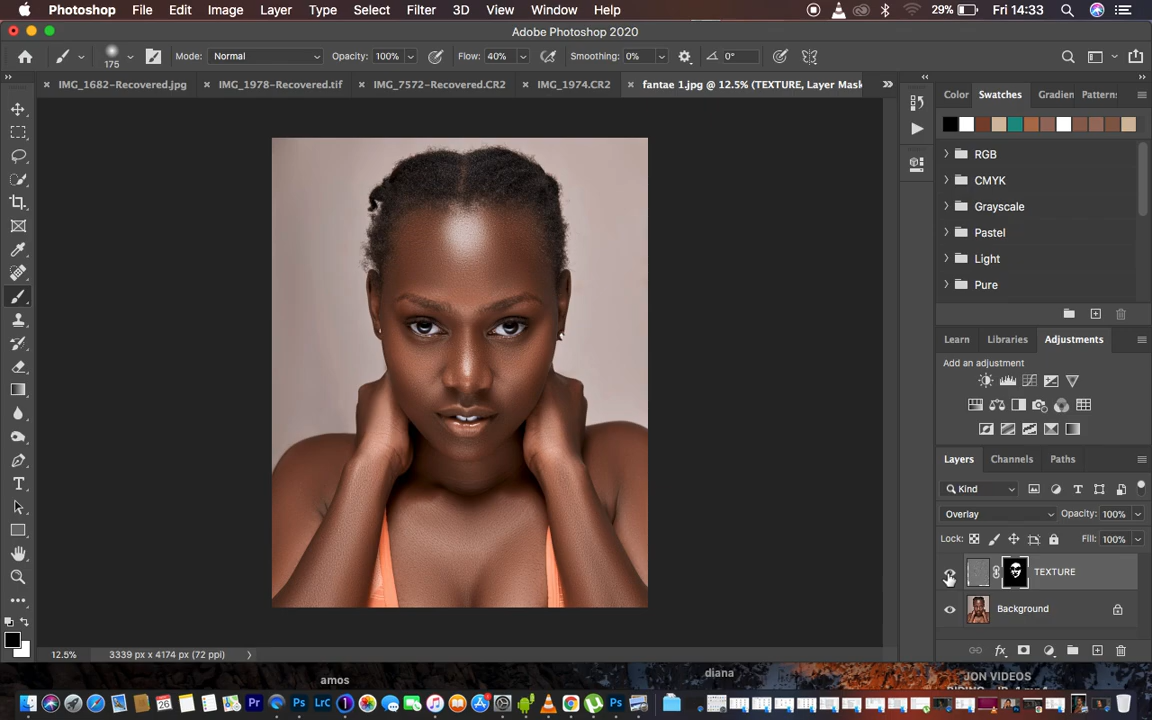 Photoshop File Edit Image Layer Type Select Filter 3D View Window Help 29% Fri 14:33
Adobe Photoshop 2020
175 Mode: Normal Opacity: 100% Flow: 40% Smoothing: 0% 0°
× IMG_1682-Recovered.jpg × IMG_1978-Recovered.tif × IMG_7572-Recovered.CR2 × IMG_1974.CR2 × fantae 1.jpg @ 12.5% (TEXTURE, Layer Mask
Color Swatches Gradien Pattern:
RGB
CMYK
Grayscale
Pastel
Light
Pure
Learn Libraries Adjustments
Add an adjustment
Layers Channels Paths
Kind
Overlay Opacity: 100%
Lock: Fill: 100%
TEXTURE
Background
12.5% 3339 px x 4174 px (72 ppi)
amos
diana
JON VIDEOS